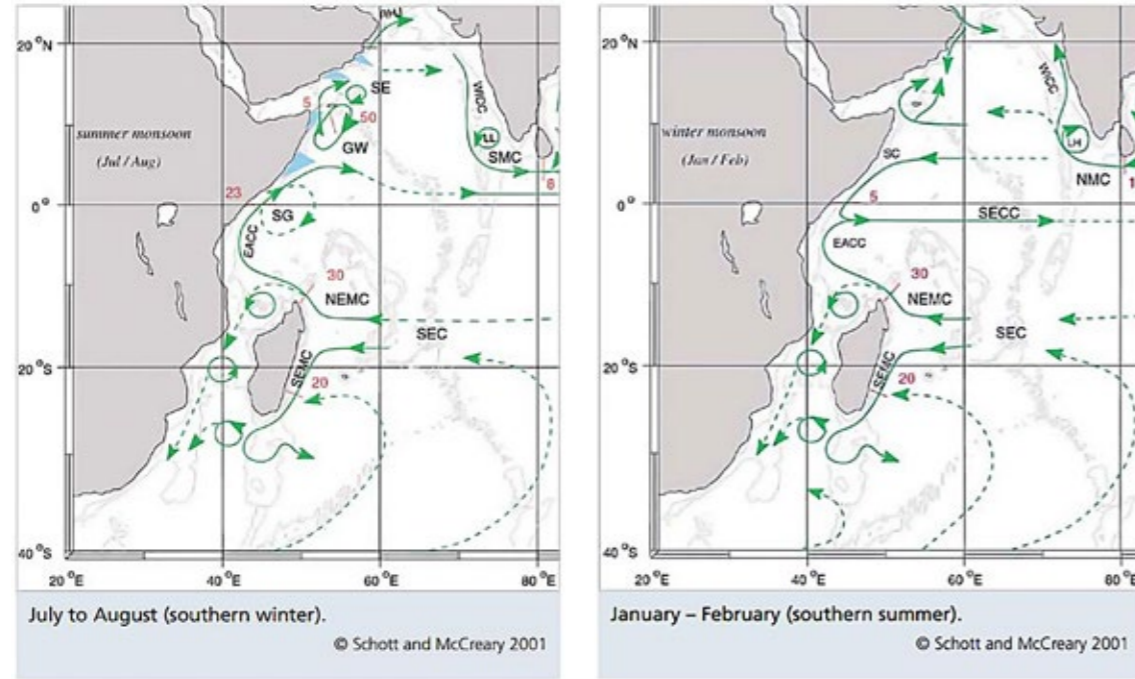 20 °N
SE
5
50
WICC
summer monsoon
(Jul / Aug)
GW
LL
SMC
8
23
0°
SG
EACC
30
NEMC
SEC
20 °S
SEMC
20
40 °S
20 °E
40 °E
60 °E
80 °E
July to August (southern winter).
© Schott and McCreary 2001
20 °N
WICC
winter monsoon
(Jan / Feb)
SC
LH
NMC
1
5
0°
SECC
EACC
30
NEMC
SEC
20 °S
SEMC
20
40 °S
20 °E
40 °E
60 °E
80 °E
January – February (southern summer).
© Schott and McCreary 2001